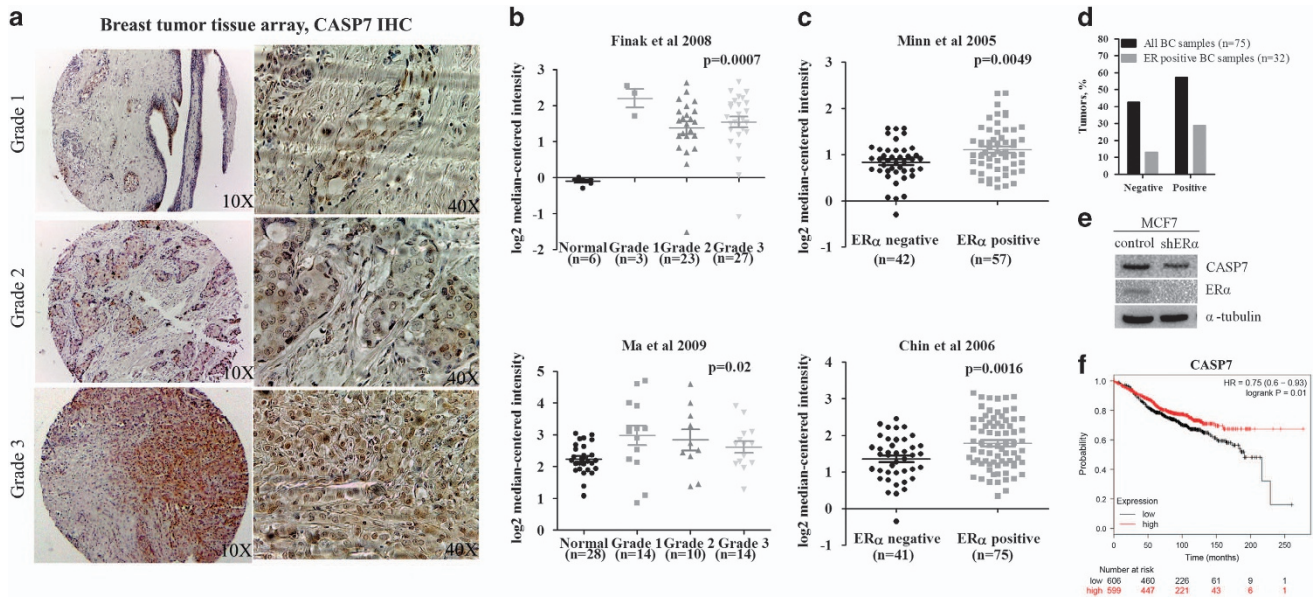 a
Breast tumor tissue array, CASP7 IHC
Grade 1
10X
40X
Grade 2
10X
40X
Grade 3
10X
40X
b
Finak et al 2008
p=0.0007
log2 median-centered intensity
3
2
1
0
-1
-2
Normal Grade 1 Grade 2 Grade 3
(n=6) (n=3) (n=23) (n=27)
Ma et al 2009
p=0.02
log2 median-centered intensity
5
4
3
2
1
0
Normal Grade 1 Grade 2 Grade 3
(n=28) (n=14) (n=10) (n=14)
c
Minn et al 2005
p=0.0049
log2 median-centered intensity
3
2
1
0
-1
ERα negative ERα positive
(n=42) (n=57)
Chin et al 2006
p=0.0016
log2 median-centered intensity
4
3
2
1
0
-1
ERα negative ERα positive
(n=41) (n=75)
d
All BC samples (n=75)
ER positive BC samples (n=32)
Tumors, %
80
70
60
50
40
30
20
10
0
Negative Positive
e
MCF7
control shERα
CASP7
ERα
α-tubulin
f
CASP7
HR = 0.75 (0.6 – 0.93)
logrank P = 0.01
Probability
1.0
0.8
0.6
0.4
0.2
0.0
Expression
low
high
0 50 100 150 200 250
Time (months)
Number at risk
low 606 460 226 61 9 1
high 599 447 221 43 6 1